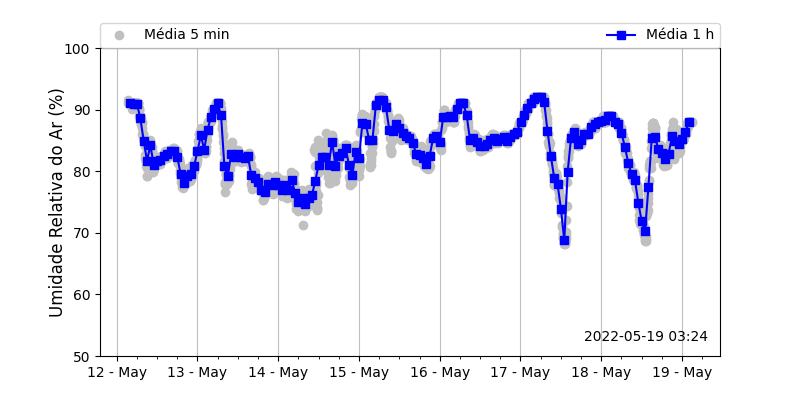 Média 5 min
Média 1 h
Umidade Relativa do Ar (%)
100
90
80
70
60
50
2022-05-19 03:24
12 - May
13 - May
14 - May
15 - May
16 - May
17 - May
18 - May
19 - May